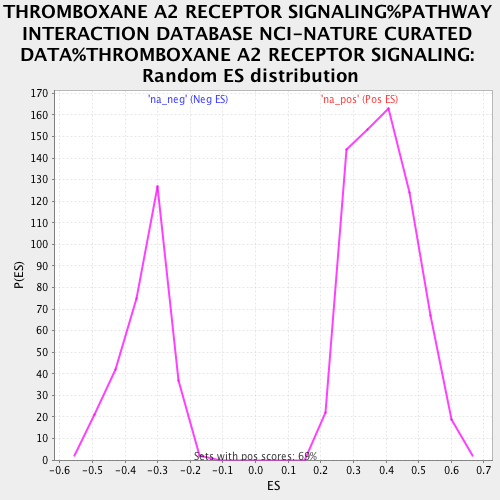 THROMBOXANE A2 RECEPTOR SIGNALING%PATHWAY
INTERACTION DATABASE NCI-NATURE CURATED
DATA%THROMBOXANE A2 RECEPTOR SIGNALING:
Random ES distribution
'na_neg' (Neg ES)
'na_pos' (Pos ES)
170
160
150
140
130
120
110
100
90
80
70
60
50
40
30
20
10
0
P(ES)
Sets with pos scores:
-0.6 -0.5 -0.4 -0.3 -0.2 -0.1 0.0 0.1 0.2 0.3 0.4 0.5 0.6 0.7
ES